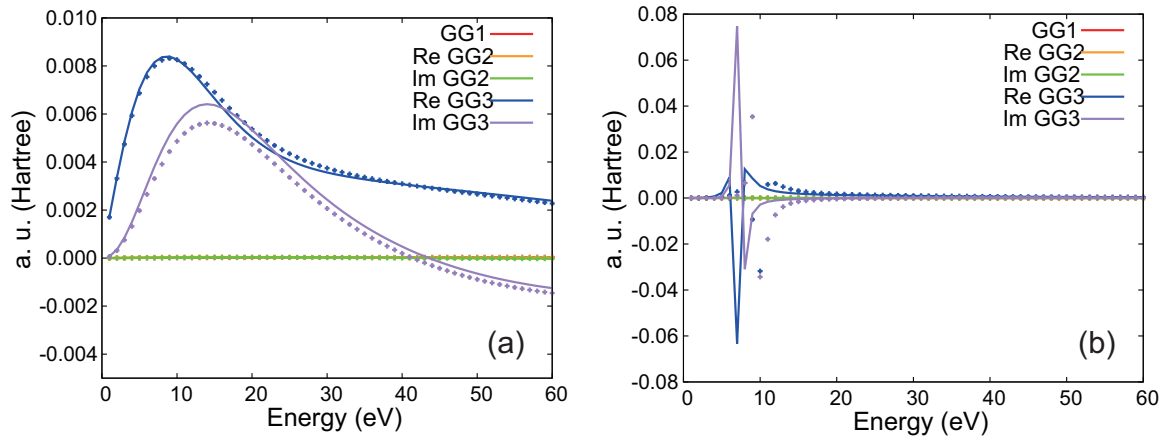 0.010
0.008
0.006
0.004
0.002
0.000
-0.002
-0.004
a. u. (Hartree)
GG1
Re GG2
Im GG2
Re GG3
Im GG3
(a)
0
10
20
30
40
50
60
Energy (eV)
0.08
0.06
0.04
0.02
0.00
-0.02
-0.04
-0.06
-0.08
a. u. (Hartree)
GG1
Re GG2
Im GG2
Re GG3
Im GG3
(b)
0
10
20
30
40
50
60
Energy (eV)